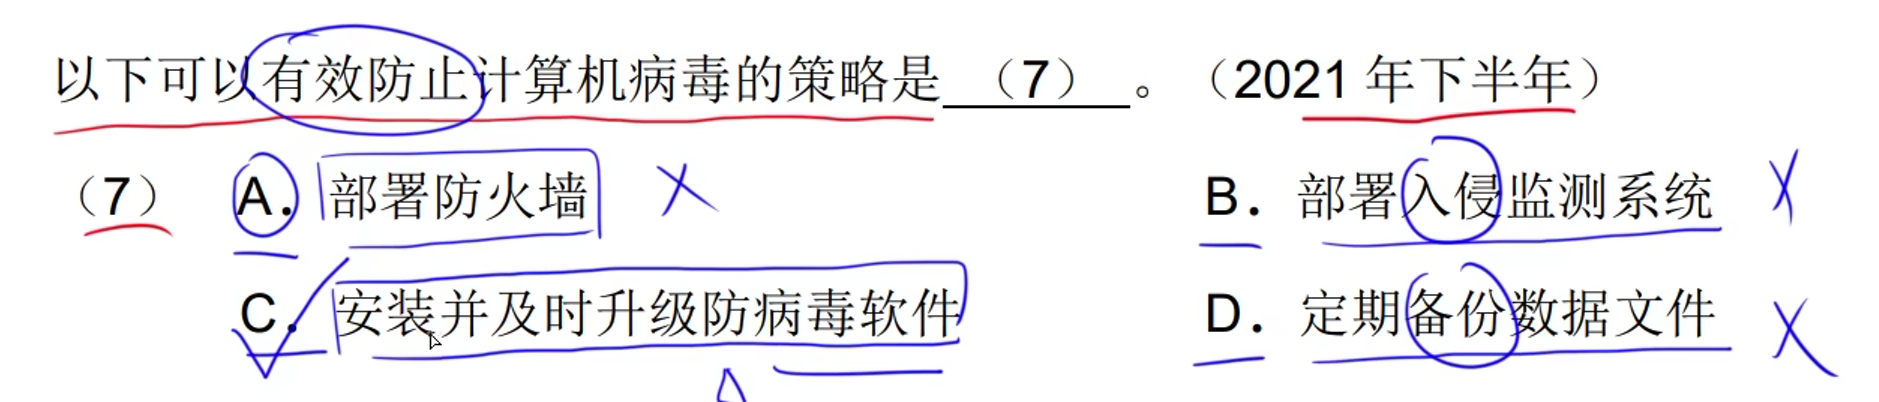 以下可以有效防止计算机病毒的策略是 （7） 。（2021 年下半年）
（7） A. 部署防火墙 B. 部署入侵监测系统
C. 安装并及时升级防病毒软件 D. 定期备份数据文件